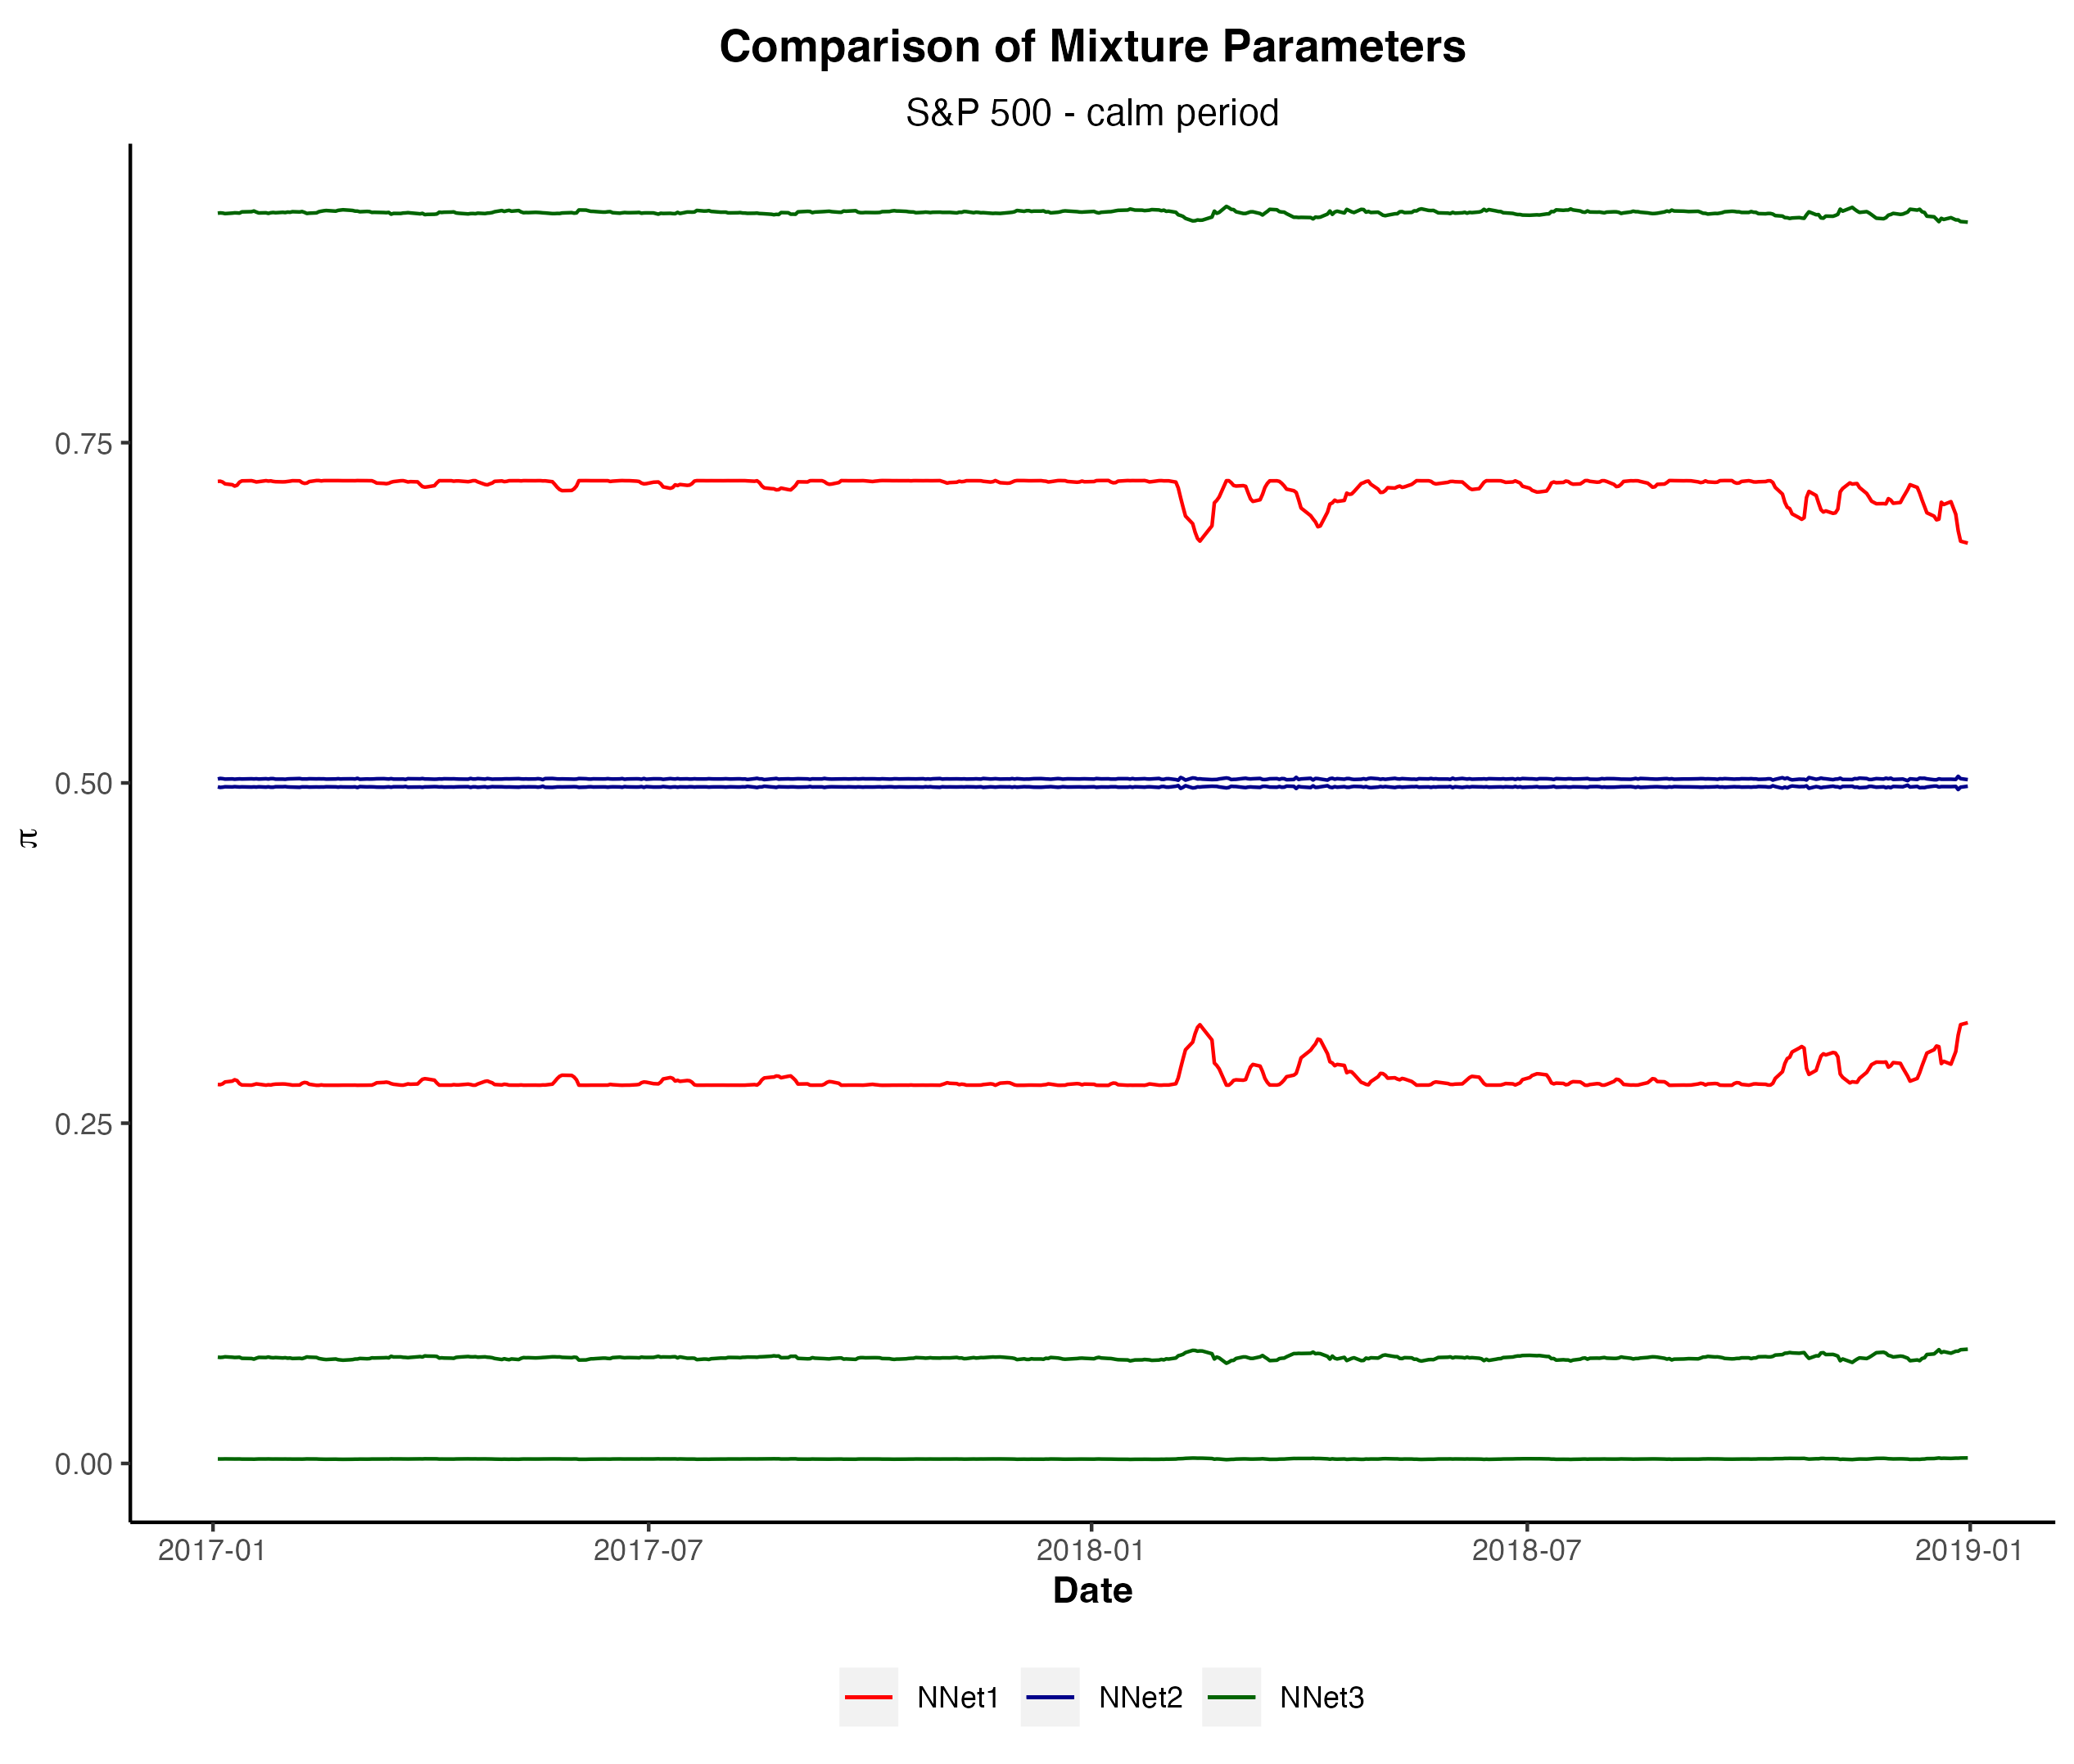 Comparison of Mixture Parameters
S&P 500 - calm period
π
0.75
0.50
0.25
0.00
2017-01 2017-07 2018-01 2018-07 2019-01
Date
NNet1 NNet2 NNet3